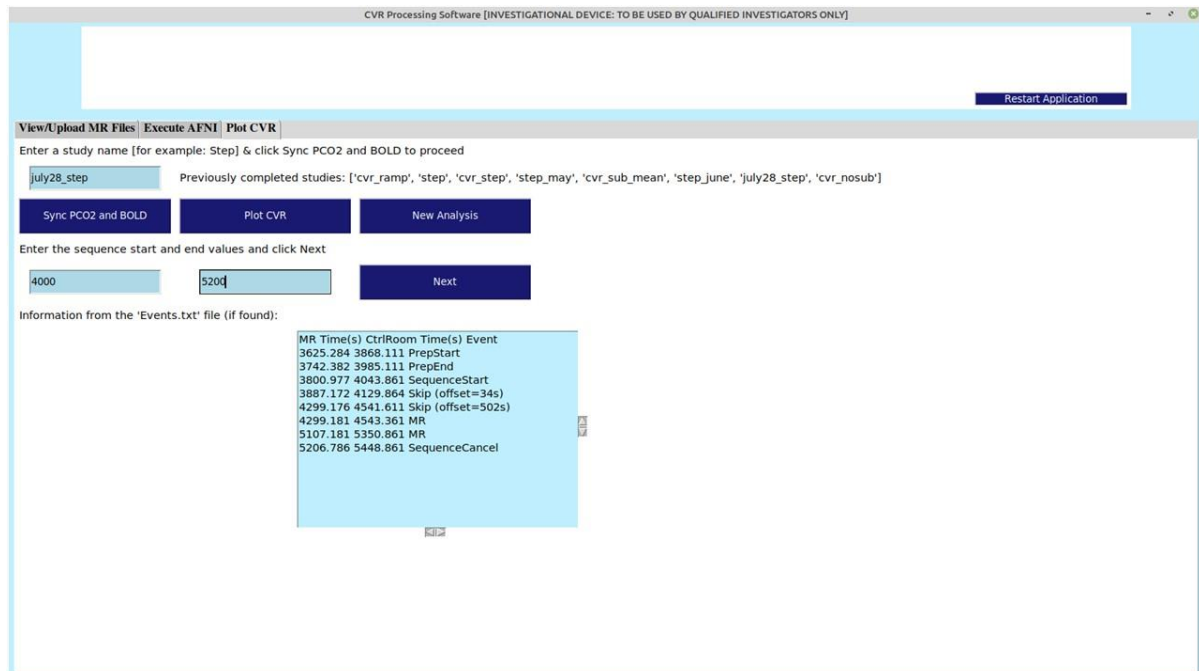 CVR Processing Software [INVESTIGATIONAL DEVICE: TO BE USED BY QUALIFIED INVESTIGATORS ONLY]
Restart Application
View/Upload MR Files Execute AFNI Plot CVR
Enter a study name [for example: Step] & click Sync PCO2 and BOLD to proceed
july28_step Previously completed studies: ['cvr_ramp', 'step', 'cvr_step', 'step_may', 'cvr_sub_mean', 'step_june', 'july28_step', 'cvr_nosub']
Sync PCO2 and BOLD Plot CVR New Analysis
Enter the sequence start and end values and click Next
4000 5200 Next
Information from the 'Events.txt' file (if found):
MR Time(s) CtrlRoom Time(s) Event
3625.284 3868.111 PrepStart
3742.382 3985.111 PrepEnd
3800.977 4043.861 SequenceStart
3887.172 4129.864 Skip (offset=34s)
4299.176 4541.611 Skip (offset=502s)
4299.181 4543.361 MR
5107.181 5350.861 MR
5206.786 5448.861 SequenceCancel